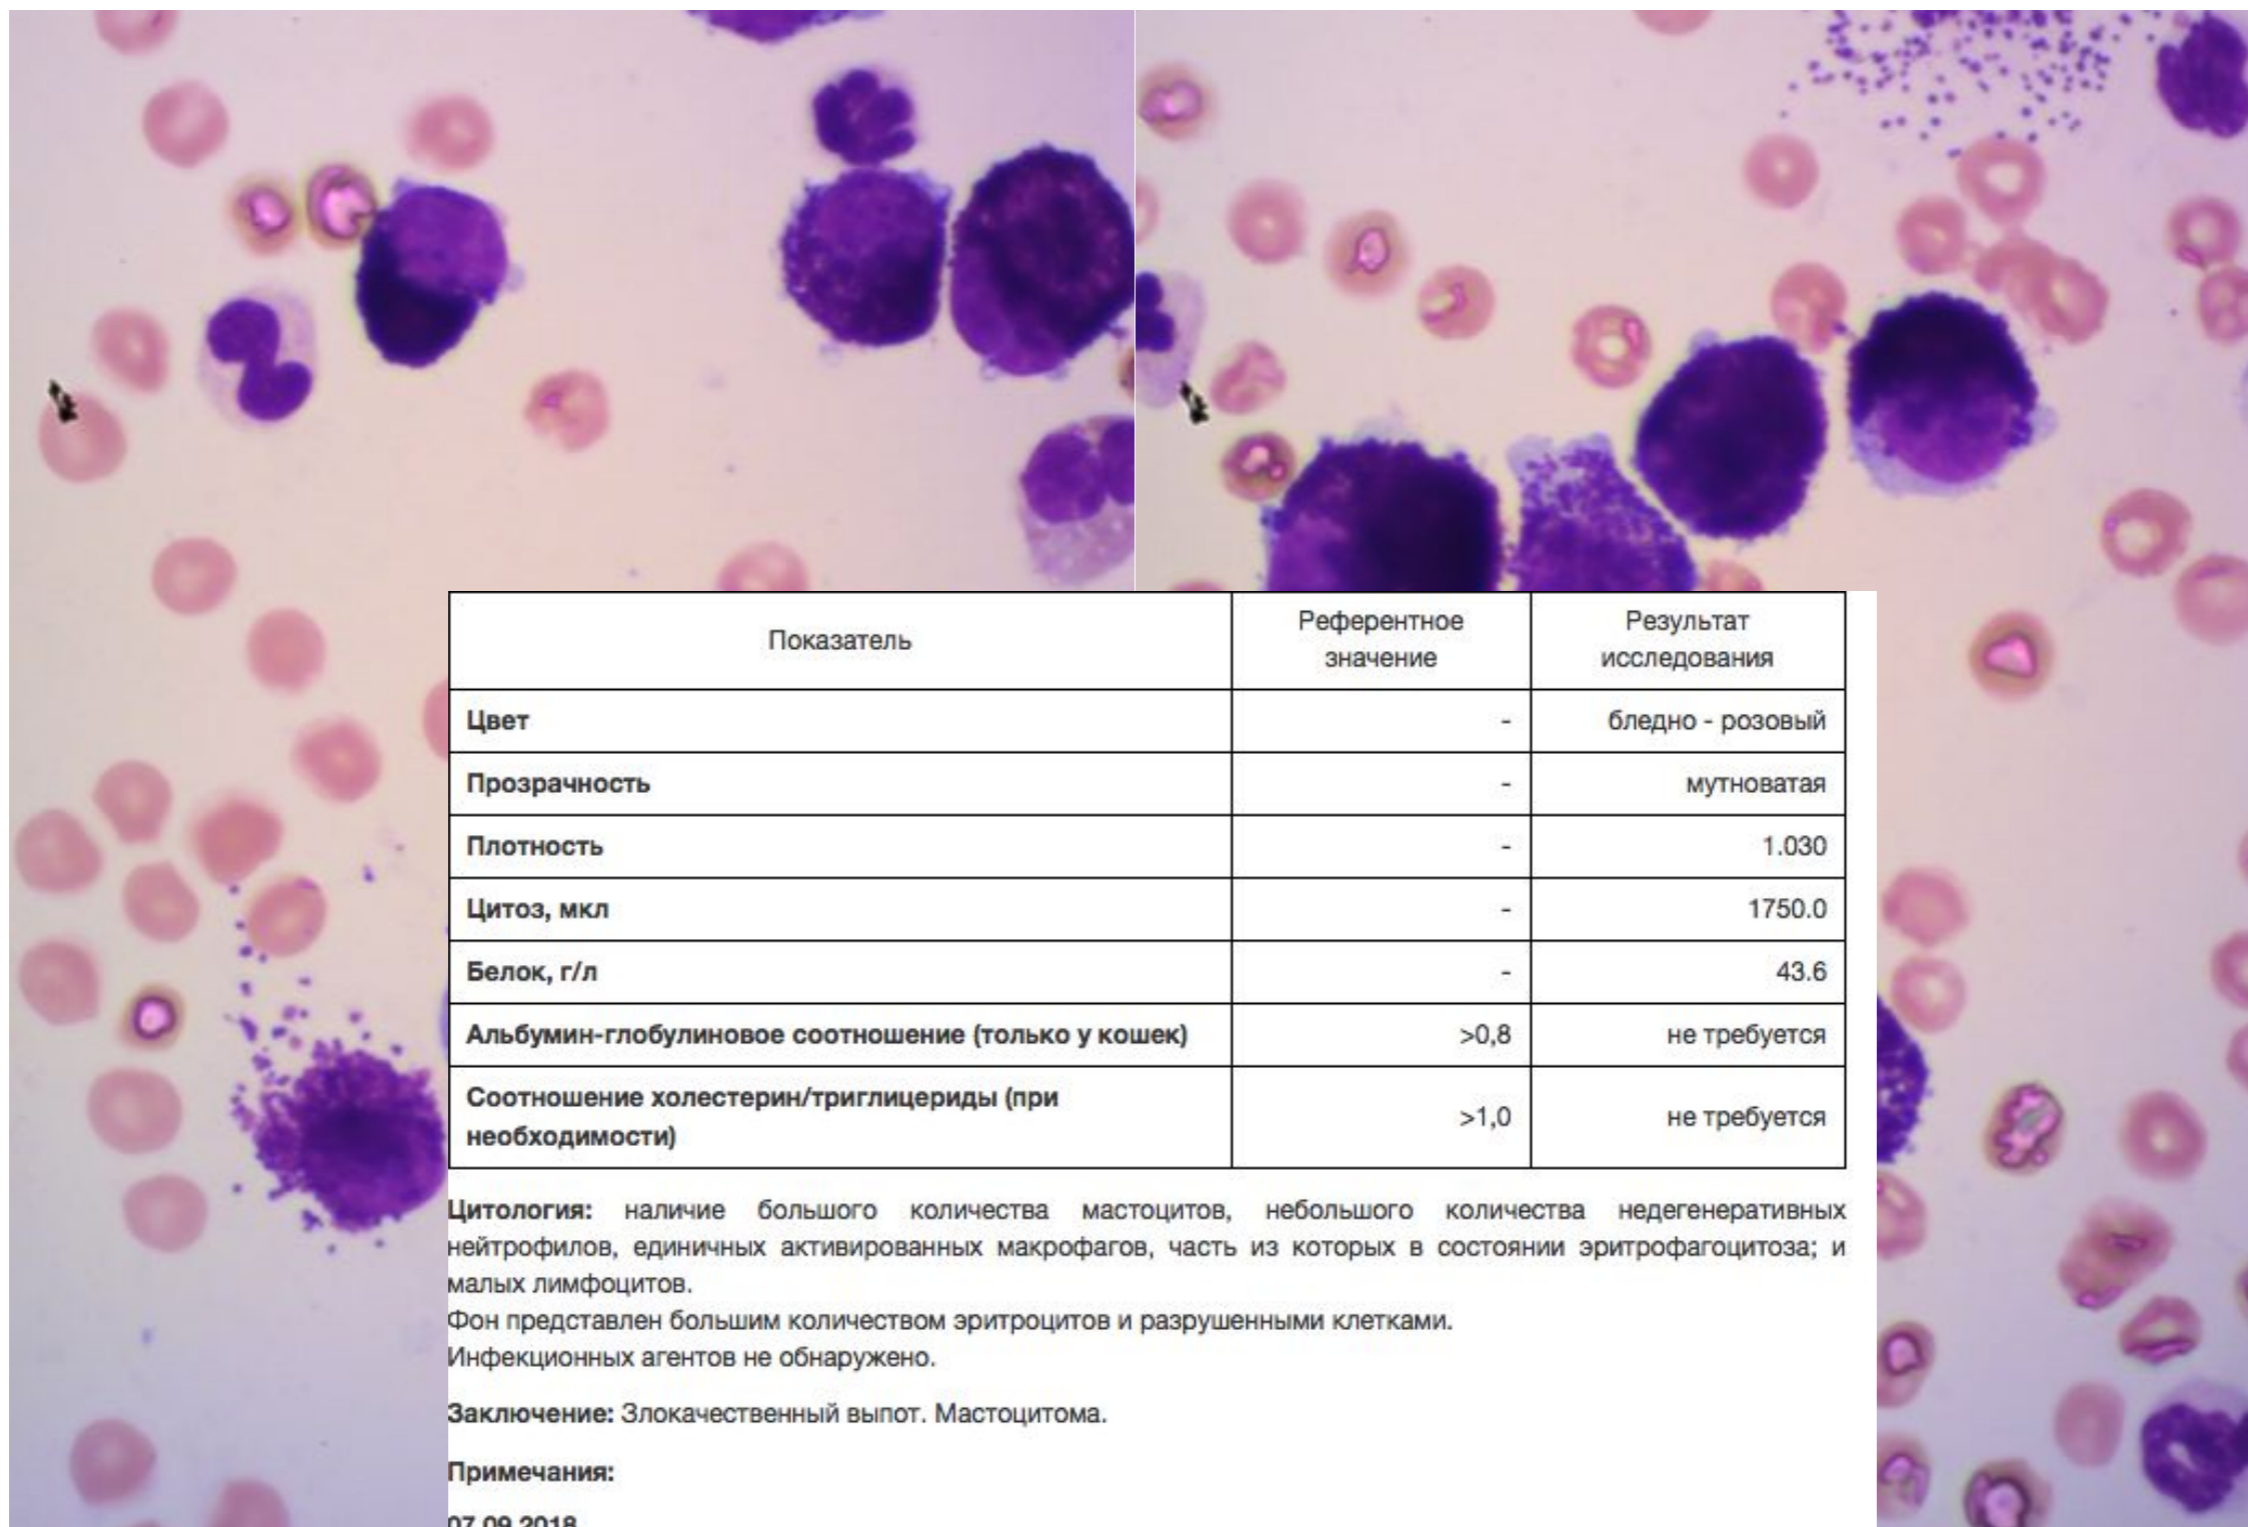 Показатель
Референтное значение
Результат исследования
Цвет - бледно - розовый
Прозрачность - мутноватая
Плотность - 1.030
Цитоз, мкл - 1750.0
Белок, г/л - 43.6
Альбумин-глобулиновое соотношение (только у кошек) >0,8 не требуется
Соотношение холестерин/триглицериды (при
необходимости) >1,0 не требуется
Цитология: наличие большого количества мастоцитов, небольшого количества недегенеративных
нейтрофилов, единичных активированных макрофагов, часть из которых в состоянии эритрофагоцитоза; и
малых лимфоцитов.
Фон представлен большим количеством эритроцитов и разрушенными клетками.
Инфекционных агентов не обнаружено.
Заключение: Злокачественный выпот. Мастоцитома.
Примечания:
07.09.2018